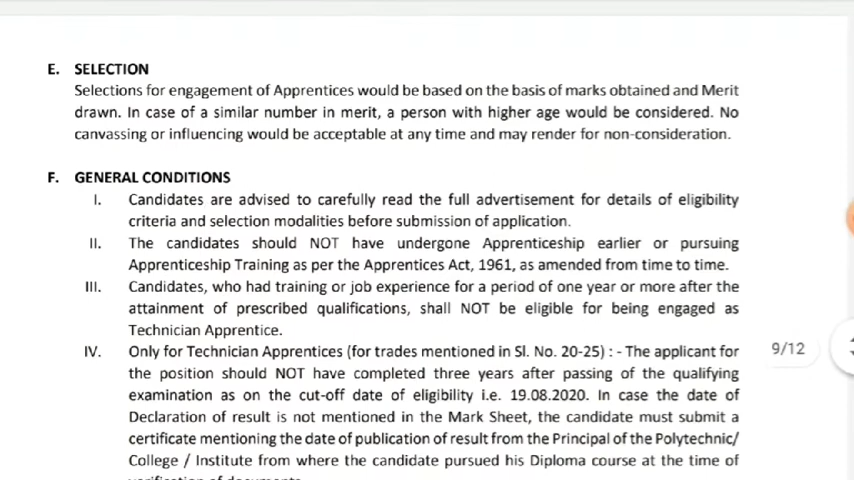 E. SELECTION
Selections for engagement of Apprentices would be based on the basis of marks obtained and Merit
drawn. In case of a similar number in merit, a person with higher age would be considered. No
canvassing or influencing would be acceptable at any time and may render for non-consideration.
F. GENERAL CONDITIONS
I. Candidates are advised to carefully read the full advertisement for details of eligibility
criteria and selection modalities before submission of application.
II. The candidates should NOT have undergone Apprenticeship earlier or pursuing
Apprenticeship Training as per the Apprentices Act, 1961, as amended from time to time.
III. Candidates, who had training or job experience for a period of one year or more after the
attainment of prescribed qualifications, shall NOT be eligible for being engaged as
Technician Apprentice.
IV. Only for Technician Apprentices (for trades mentioned in Sl. No. 20-25) : - The applicant for
the position should NOT have completed three years after passing of the qualifying
examination as on the cut-off date of eligibility i.e. 19.08.2020. In case the date of
Declaration of result is not mentioned in the Mark Sheet, the candidate must submit a
certificate mentioning the date of publication of result from the Principal of the Polytechnic/
College / Institute from where the candidate pursued his Diploma course at the time of
9/12